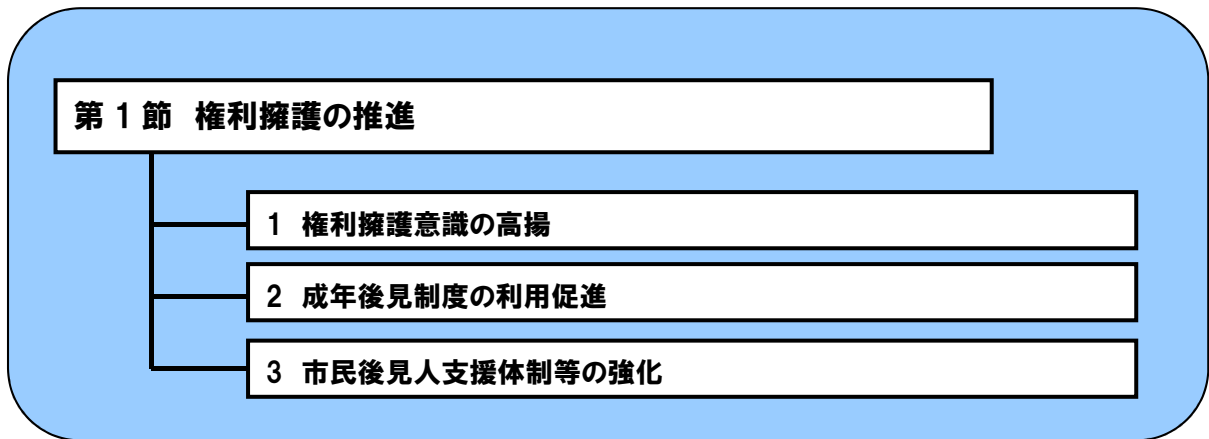 第１節 権利擁護の推進
１ 権利擁護意識の高揚
２ 成年後見制度の利用促進
３ 市民後見人支援体制等の強化